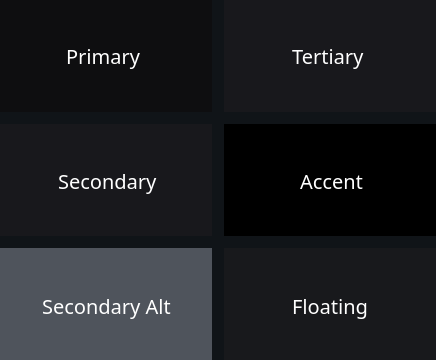 Primary
Tertiary
Secondary
Accent
Secondary Alt
Floating